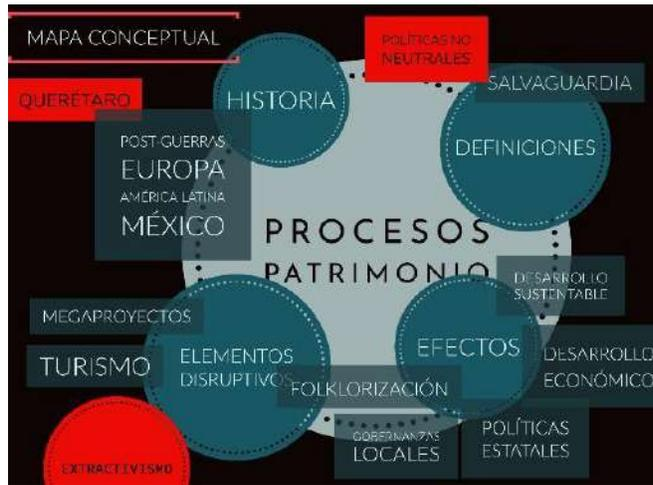 MAPA CONCEPTUAL
POLÍTICAS NO
NEUTRALES
QUERÉTARO
HISTORIA
SALVAGUARDIA
POST-GUERRAS
EUROPA
AMÉRICA LATINA
MÉXICO
DEFINICIONES
PROCESOS
PATRIMONIO
DESARROLLO
SUSTENTABLE
MEGAPROYECTOS
TURISMO
ELEMENTOS
DISRUPTIVOS
EFECTOS
DESARROLLO
ECONÓMICO
FOLKLORIZACIÓN
GOBERNANZAS
LOCALES
POLÍTICAS
ESTATALES
EXTRACTIVISMO